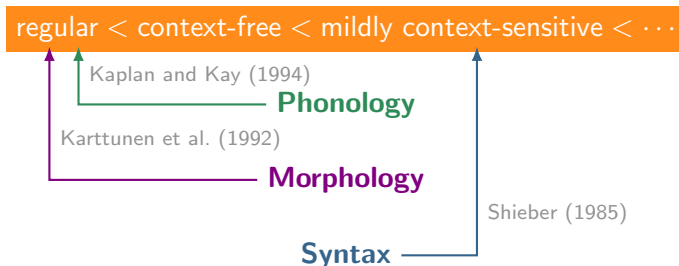 regular < context-free < mildly context-sensitive < ···
Kaplan and Kay (1994)
Phonology
Karttunen et al. (1992)
Morphology
Shieber (1985)
Syntax